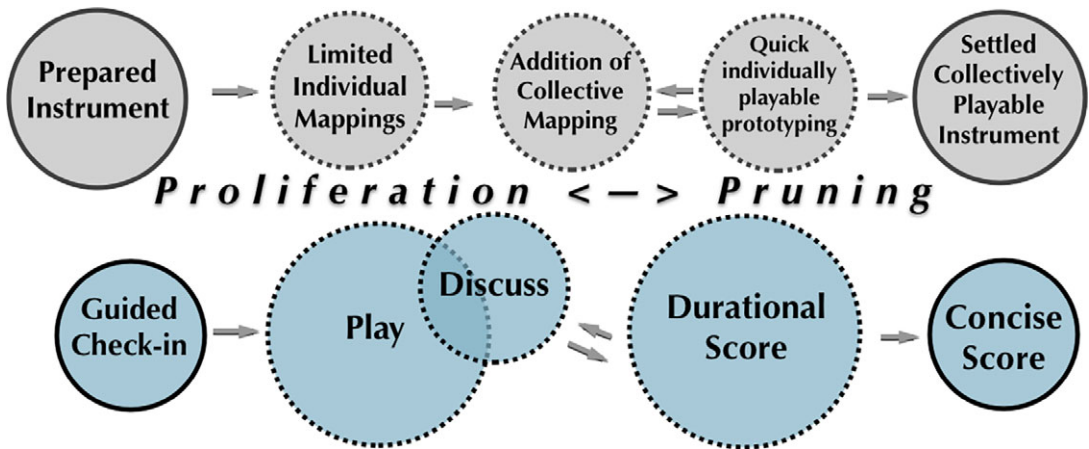 Prepared
Instrument
Limited
Individual
Mappings
Addition of
Collective
Mapping
Quick
individually
playable
prototyping
Settled
Collectively
Playable
Instrument
Proliferation <—> Pruning
Guided
Check-in
Play
Discuss
Durational
Score
Concise
Score